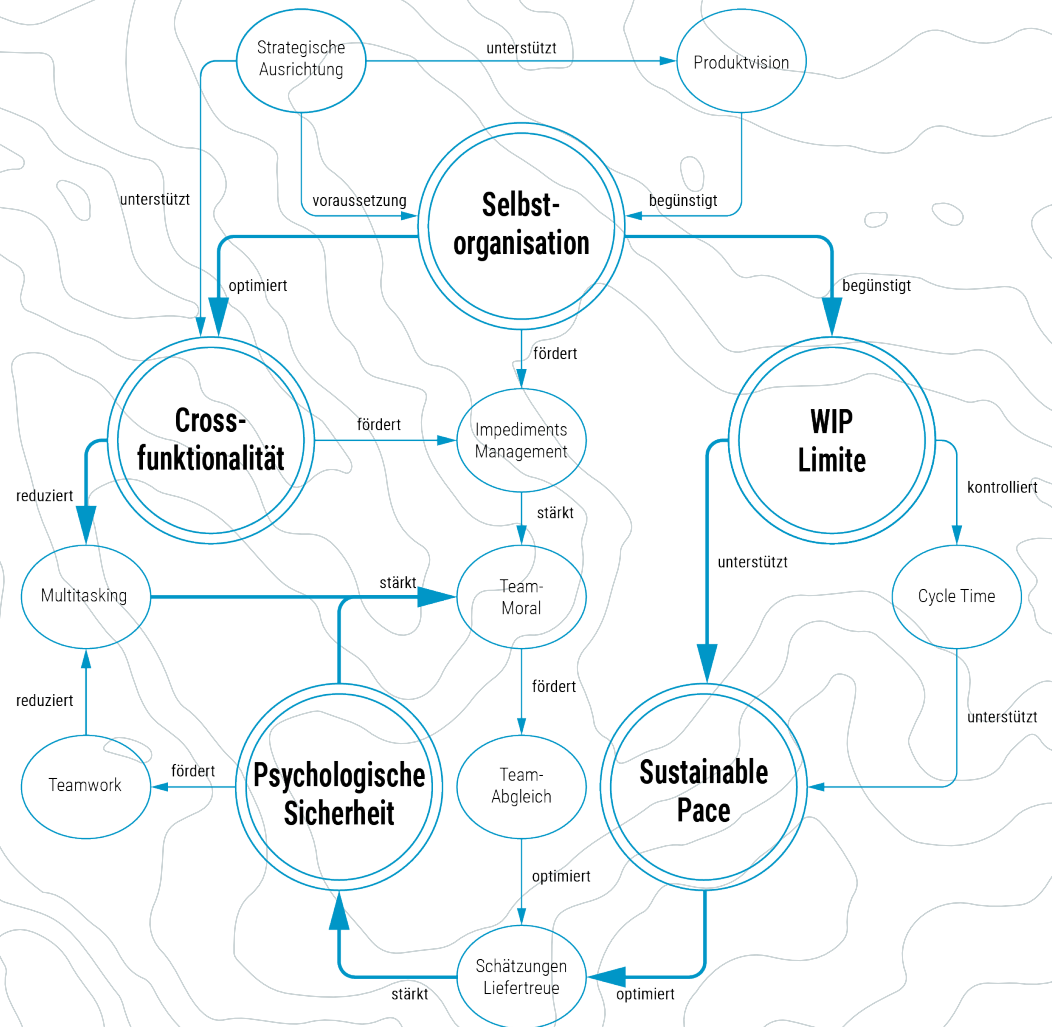 Strategische
Ausrichtung
unterstützt
Produktvision
unterstützt
voraussetzung
Selbst-
organisation
begünstigt
optimiert
begünstigt
fördert
Cross-
funktionalität
fördert
Impediments
Management
WIP
Limite
reduziert
kontrolliert
stärkt
unterstützt
Multitasking
stärkt
Team-
Moral
Cycle Time
reduziert
fördert
unterstützt
Teamwork
fördert
Psychologische
Sicherheit
Team-
Abgleich
Sustainable
Pace
optimiert
Schätzungen
Liefertreue
stärkt
optimiert